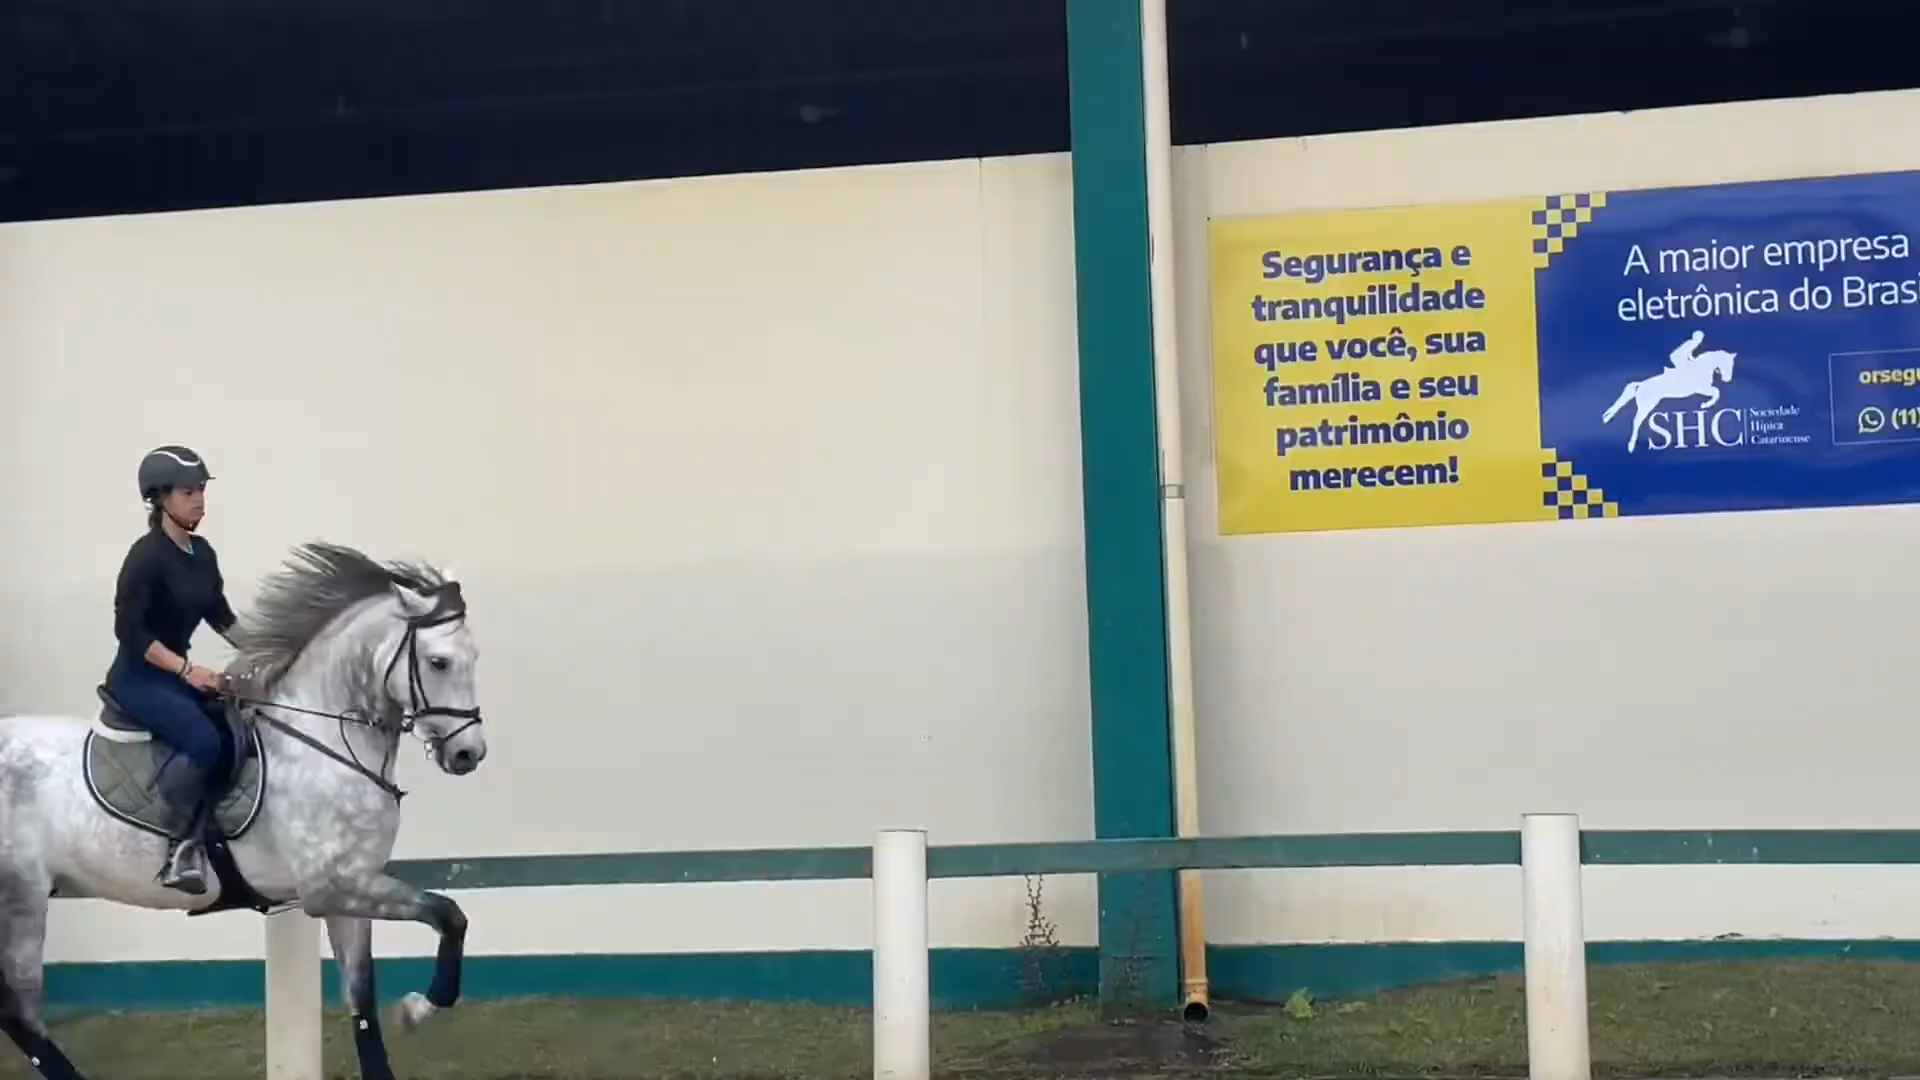 Segurança e
tranquilidade
que você, sua
família e seu
patrimônio
merecem!
A maior empresa
eletrônica do Brasi
SHC
Sociedade
Hípica
Catarinense
orsegu
(11)